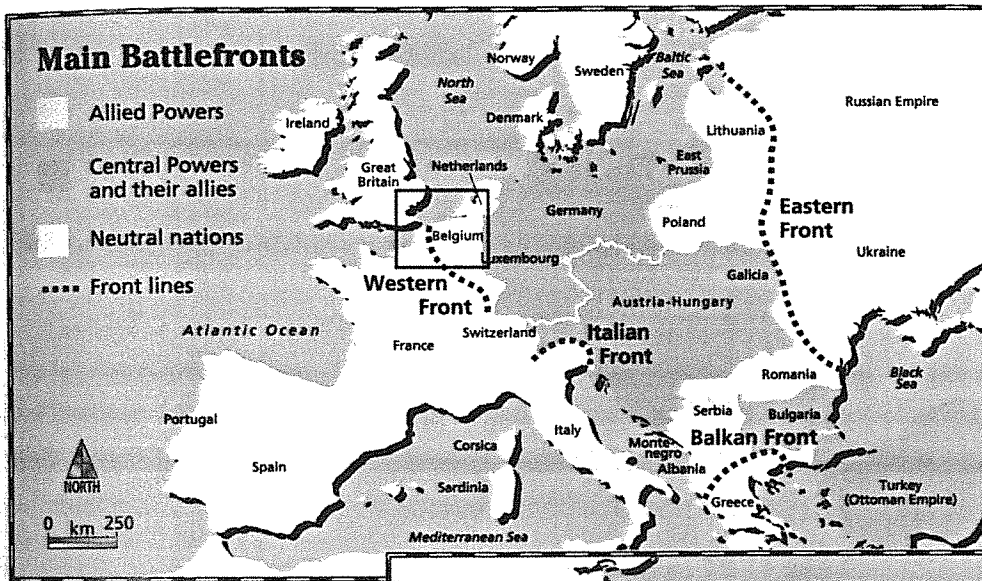 Main Battlefronts
Allied Powers
Central Powers
and their allies
Neutral nations
Front lines
Norway
Sweden
Baltic
Sea
North
Sea
Russian Empire
Ireland
Denmark
Lithuania
Great
Britain
Netherlands
East
Prussia
Germany
Poland
Eastern
Front
Belgium
Ukraine
Luxembourg
Galicia
Western
Front
Austria-Hungary
Atlantic Ocean
Switzerland
Italian
Front
France
Romania
Black
Sea
Serbia
Bulgaria
Portugal
Italy
Monte-
negro
Balkan Front
Corsica
Albania
Spain
NORTH
Sardinia
Greece
Turkey
(Ottoman Empire)
0 km 250
Mediterranean Sea